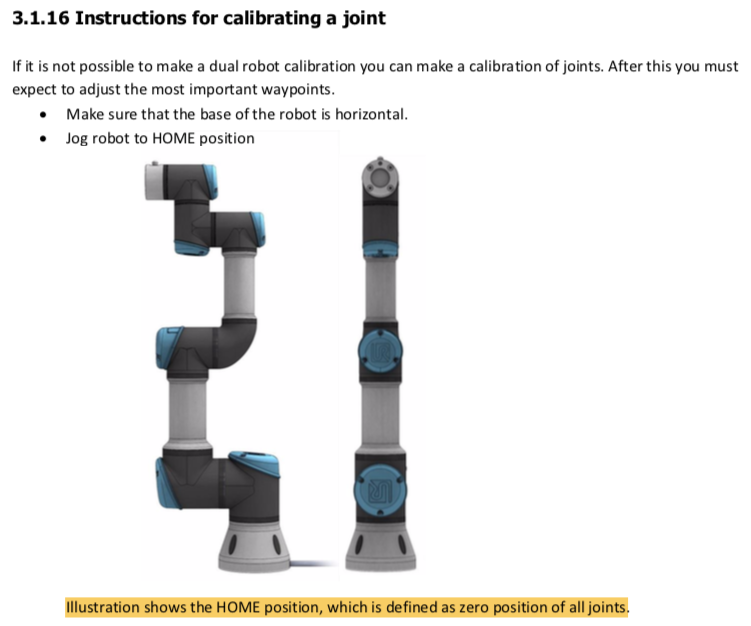 3.1.16 Instructions for calibrating a joint
If it is not possible to make a dual robot calibration you can make a calibration of joints. After this you must
expect to adjust the most important waypoints.
• Make sure that the base of the robot is horizontal.
• Jog robot to HOME position
Illustration shows the HOME position, which is defined as zero position of all joints.